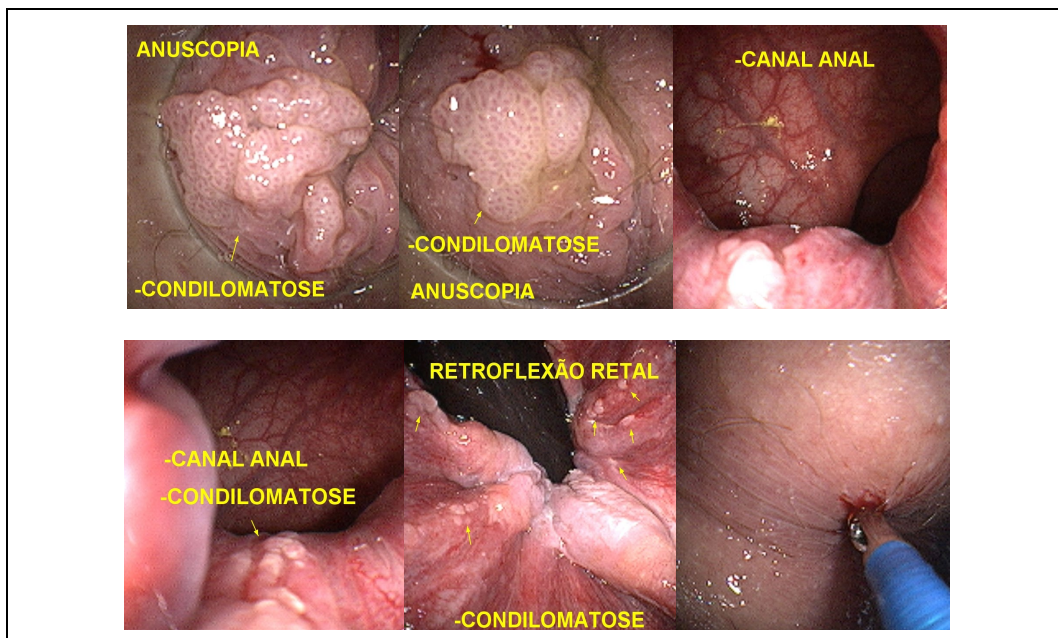 ANUSCOPIA
-CONDILOMATOSE
-CONDILOMATOSE
ANUSCOPIA
-CANAL ANAL
-CANAL ANAL
-CONDILOMATOSE
RETROFLEXÃO RETAL
-CONDILOMATOSE